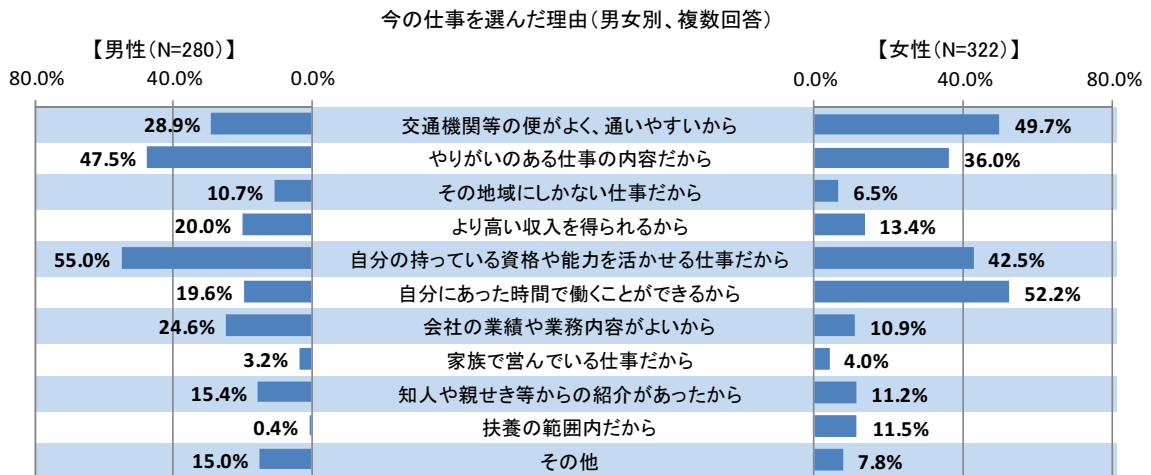 今の仕事を選んだ理由(男女別、複数回答)
【男性(N=280)】 【女性(N=322)】
80.0% 40.0% 0.0% 0.0% 40.0% 80.0%
28.9% 交通機関等の便がよく、通いやすいから 49.7%
47.5% やりがいのある仕事の内容だから 36.0%
10.7% その地域にしかない仕事だから 6.5%
20.0% より高い収入を得られるから 13.4%
55.0% 自分の持っている資格や能力を活かせる仕事だから 42.5%
19.6% 自分にあった時間で働くことができるから 52.2%
24.6% 会社の業績や業務内容がよいから 10.9%
3.2% 家族で営んでいる仕事だから 4.0%
15.4% 知人や親せき等からの紹介があったから 11.2%
0.4% 扶養の範囲内だから 11.5%
15.0% その他 7.8%